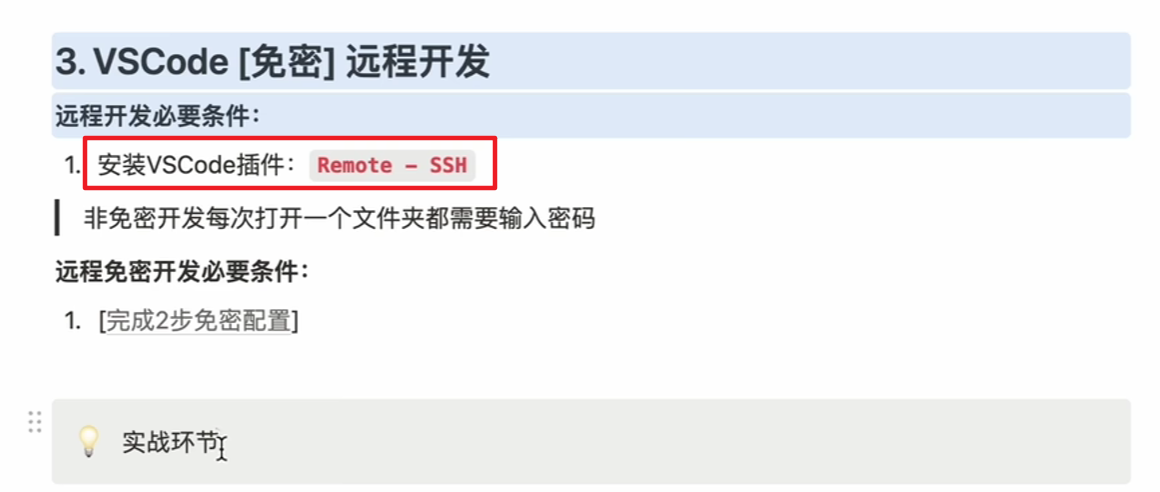 3. VSCode [免密] 远程开发
远程开发必要条件：
1. 安装VSCode插件： Remote - SSH
非免密开发每次打开一个文件夹都需要输入密码
远程免密开发必要条件：
1. [完成2步免密配置]
实战环节